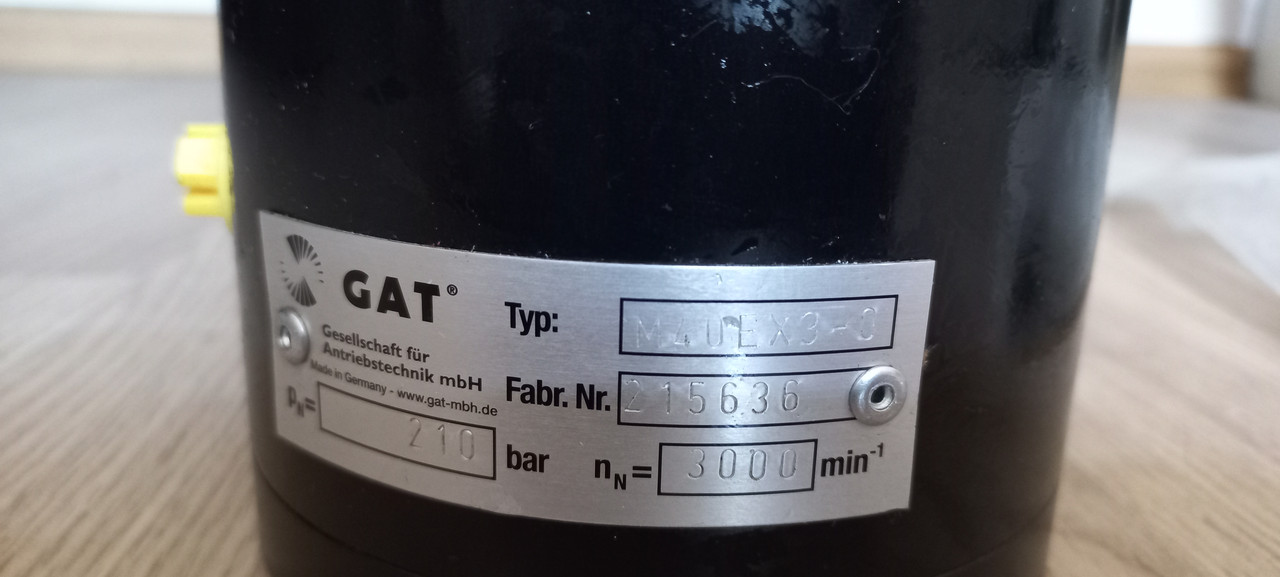 GAT®
Gesellschaft für
Antriebstechnik mbH
Made in Germany - www.gat-mbh.de
Typ: M40EX3-0
Fabr. Nr. 215636
pN= 210 bar
nN= 3000 min-1